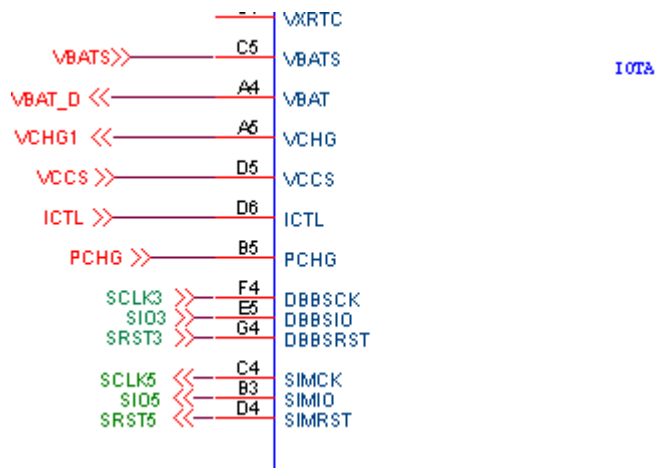 VXRTC
VBATS C5 VBATS
IOTA
VBAT_D A4 VBAT
VCHG1 A5 VCHG
VCCS D5 VCCS
ICTL D6 ICTL
PCHG B5 PCHG
SCLK3 F4 DBBSCK
SIO3 E5 DBBSIO
SRST3 G4 DBBSRST
SCLK5 C4 SIMCK
SIO5 B3 SIMIO
SRST5 D4 SIMRST